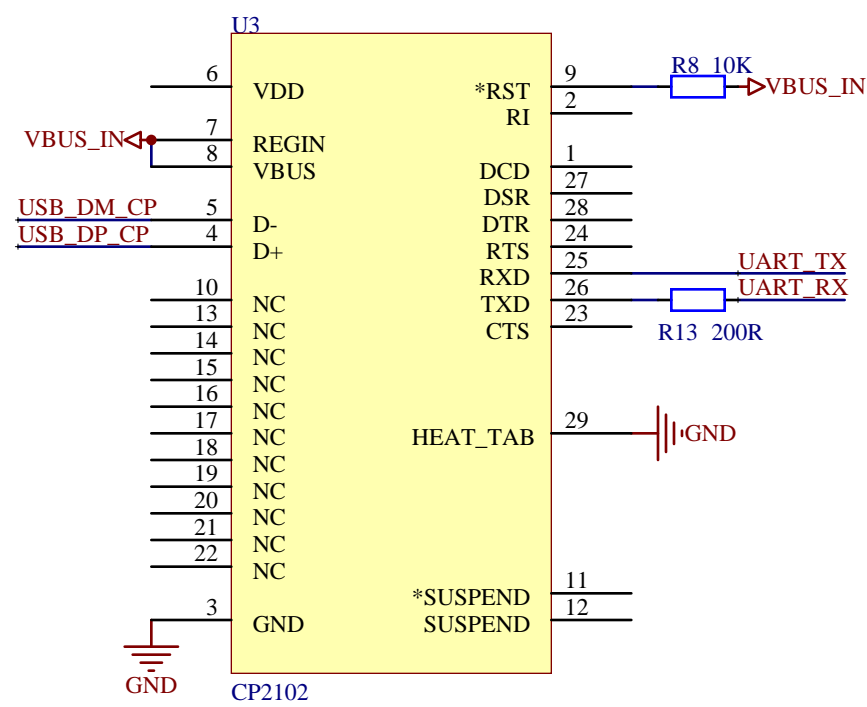 U3
6 VDD
VBUS_IN 7 REGIN
8 VBUS
USB_DM_CP 5 D-
USB_DP_CP 4 D+
10 NC
13 NC
14 NC
15 NC
16 NC
17 NC
18 NC
19 NC
20 NC
21 NC
22 NC
3 GND
GND
*RST 9 R8 10K VBUS_IN
RI 2
DCD 1
DSR 27
DTR 28
RTS 24
RXD 25 UART_TX
TXD 26 UART_RX
CTS 23 R13 200R
HEAT_TAB 29 GND
*SUSPEND 11
SUSPEND 12
CP2102